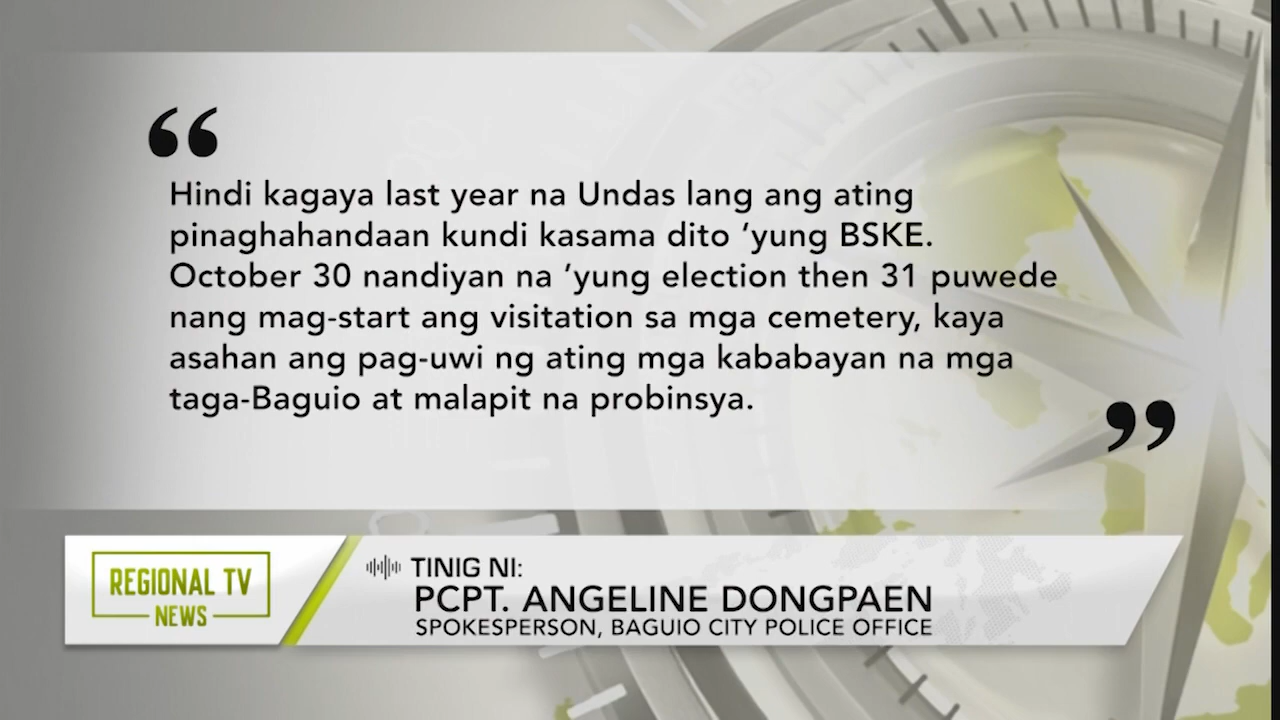 “
Hindi kagaya last year na Undas lang ang ating
pinaghahandaan kundi kasama dito ’yung BSKE.
October 30 nandiyan na ’yung election then 31 puwede
nang mag-start ang visitation sa mga cemetery, kaya
asahan ang pag-uwi ng ating mga kababayan na mga
taga-Baguio at malapit na probinsya.
”
REGIONAL TV
NEWS
TINIG NI:
PCPT. ANGELINE DONGPAEN
SPOKESPERSON, BAGUIO CITY POLICE OFFICE